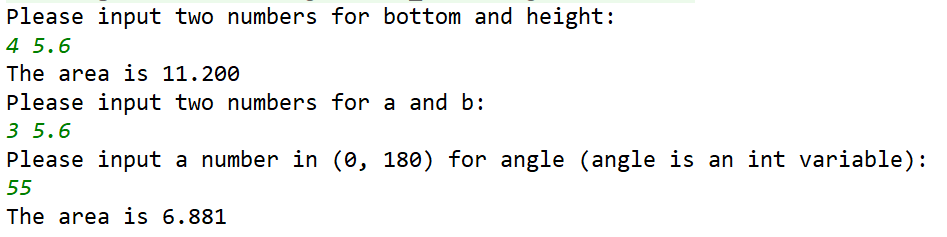 Please input two numbers for bottom and height:
4 5.6
The area is 11.200
Please input two numbers for a and b:
3 5.6
Please input a number in (0, 180) for angle (angle is an int variable):
55
The area is 6.881